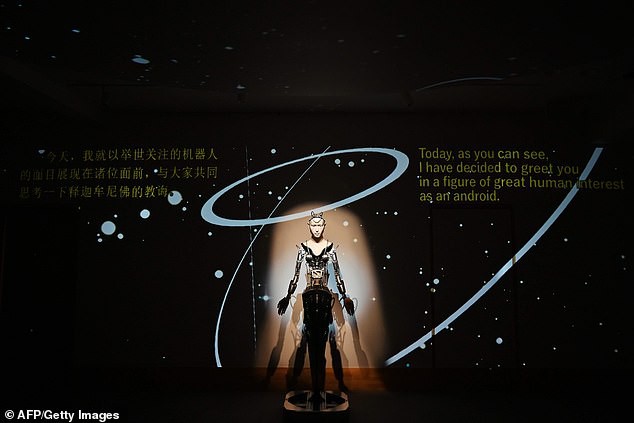 今天，我就以举世关注的机器人
的面目展现在诸位面前，与大家共同
思考一下释迦牟尼佛的教诲。
Today, as you can see,
I have decided to greet you
in a figure of great human interest
as an android.
© AFP/Getty Images